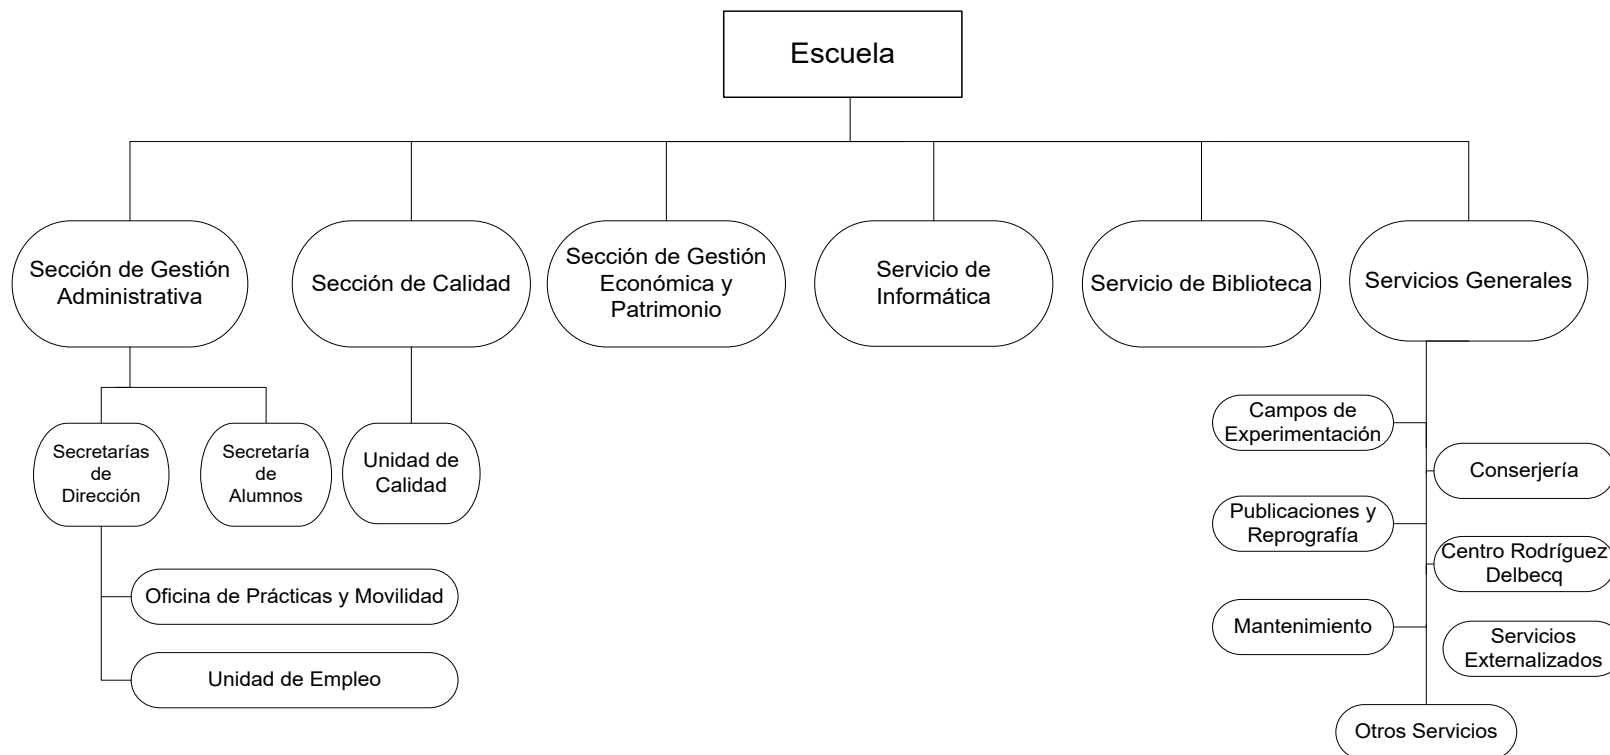 Escuela
Sección de Gestión
Administrativa
Sección de Calidad
Sección de Gestión
Económica y
Patrimonio
Servicio de
Informática
Servicio de Biblioteca
Servicios Generales
Secretarías
de
Dirección
Secretaría
de
Alumnos
Unidad de
Calidad
Oficina de Prácticas y Movilidad
Unidad de Empleo
Campos de
Experimentación
Conserjería
Publicaciones y
Reprografía
Centro Rodríguez
Delbecq
Mantenimiento
Servicios
Externalizados
Otros Servicios